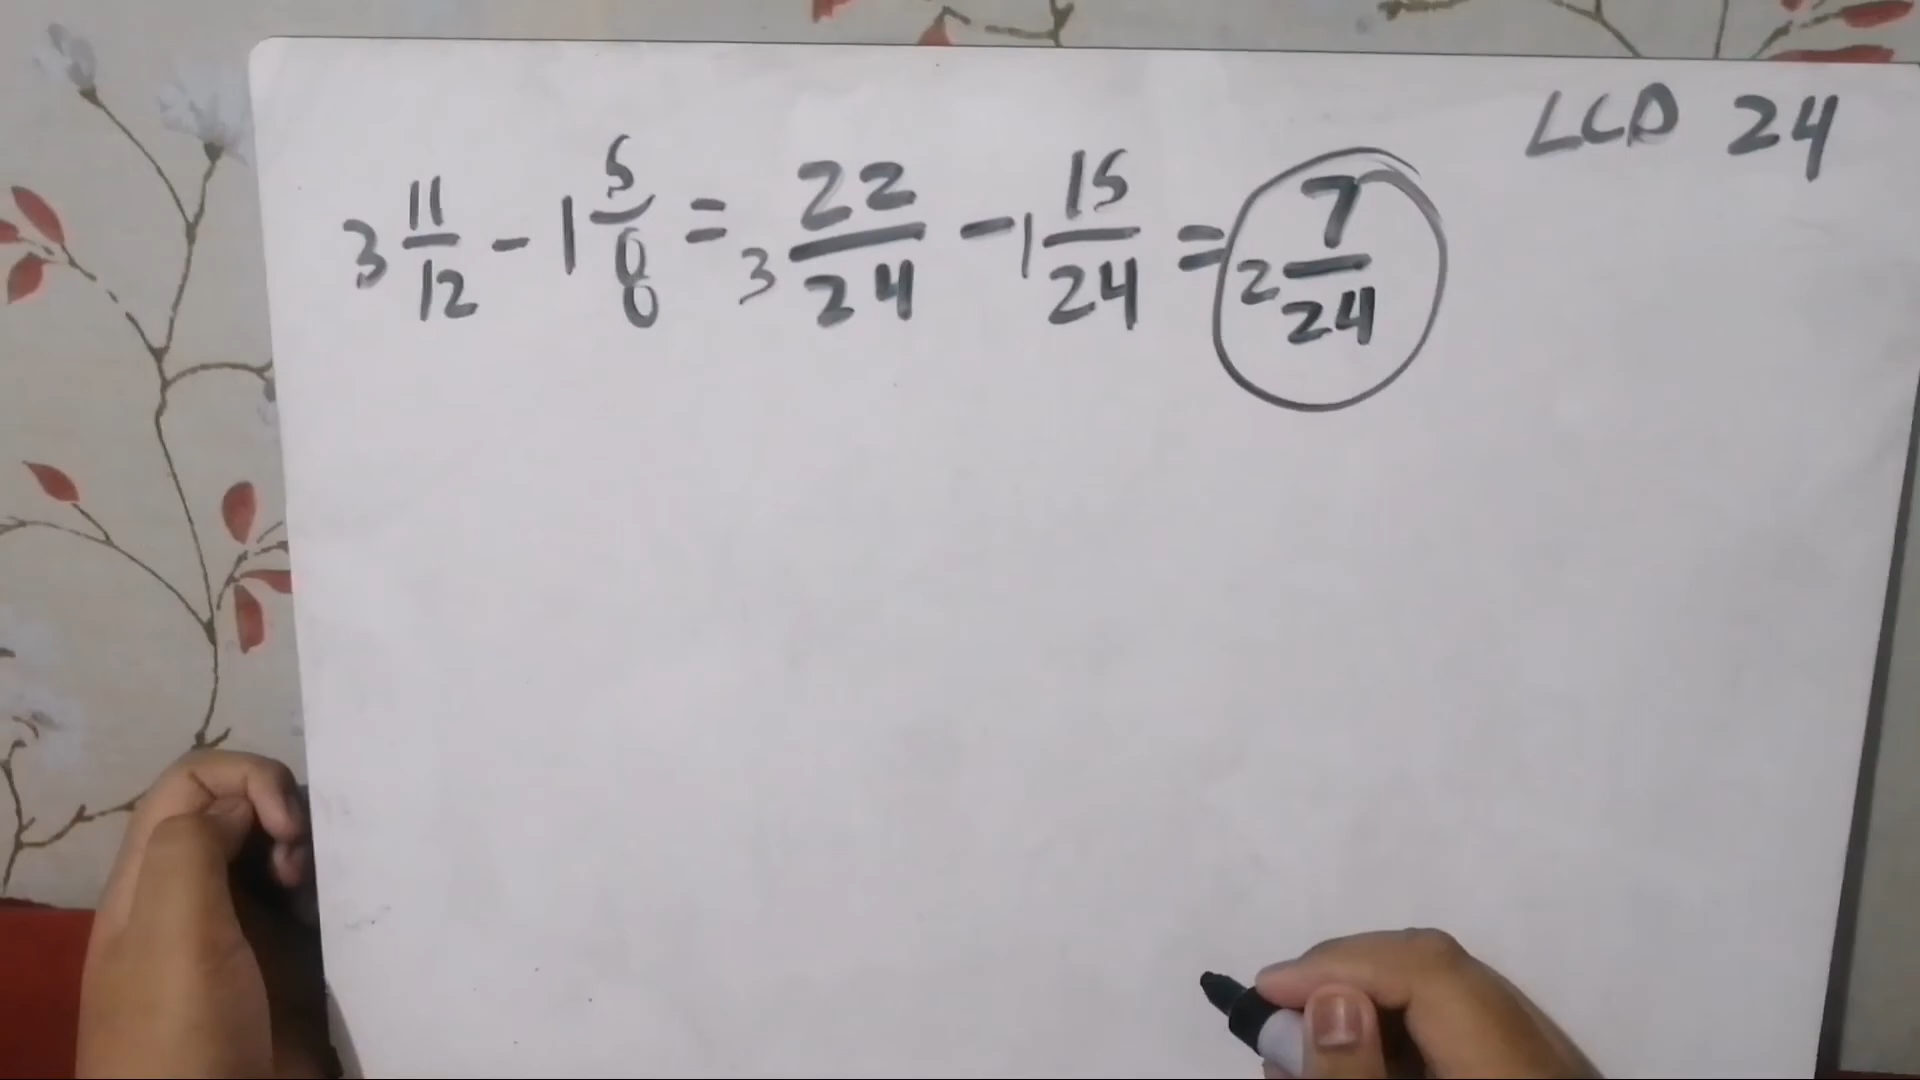 LCD 24
3 11/12 - 1 5/8 = 3 22/24 - 1 15/24 = 2 7/24